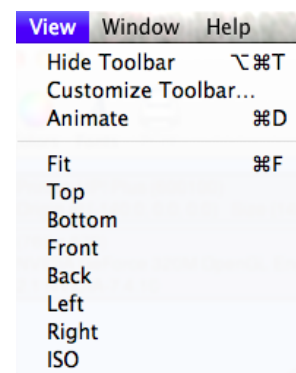 View Window Help
Hide Toolbar ⌥⌘T
Customize Toolbar...
Animate ⌘D
Fit ⌘F
Top
Bottom
Front
Back
Left
Right
ISO